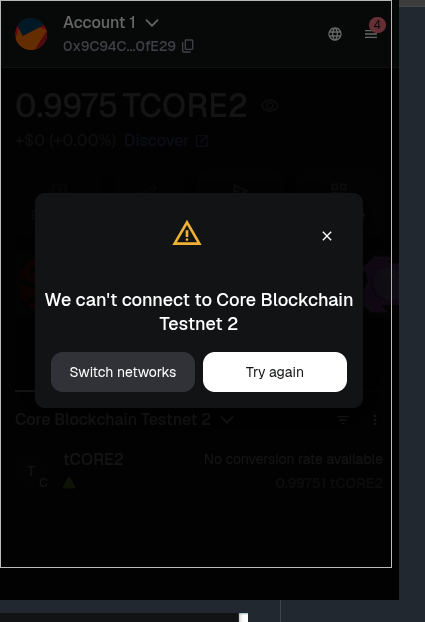 Account 1
0x9C94C...0fE29
4
0.9975 TCORE2
+$0 (+0.00%) Discover
We can't connect to Core Blockchain
Testnet 2
Switch networks
Try again
Core Blockchain Testnet 2
T
C
tCORE2
No conversion rate available
0.99751 tCORE2